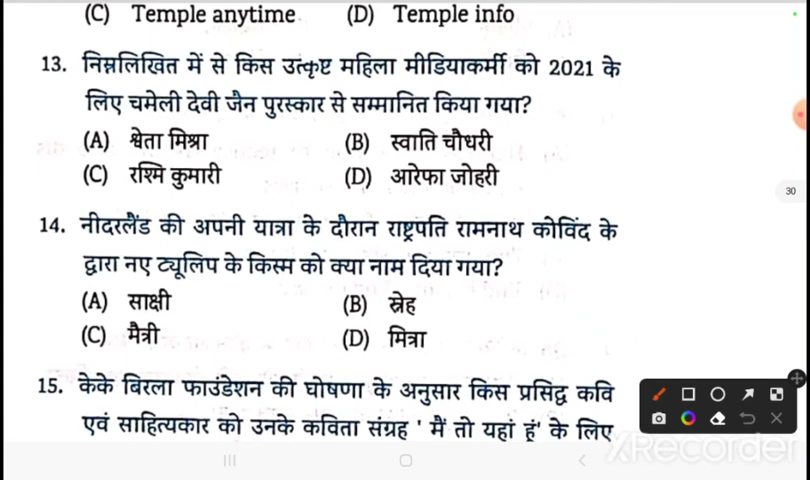 (C) Temple anytime (D) Temple info
13. निम्नलिखित में से किस उत्कृष्ट महिला मीडियाकर्मी को 2021 के
लिए चमेली देवी जैन पुरस्कार से सम्मानित किया गया?
(A) श्वेता मिश्रा (B) स्वाति चौधरी
(C) रश्मि कुमारी (D) आरेफा जोहरी
30
14. नीदरलैंड की अपनी यात्रा के दौरान राष्ट्रपति रामनाथ कोविंद के
द्वारा नए ट्यूलिप के किस्म को क्या नाम दिया गया?
(A) साक्षी (B) स्नेह
(C) मैत्री (D) मित्रा
15. केके बिरला फाउंडेशन की घोषणा के अनुसार किस प्रसिद्ध कवि
एवं साहित्यकार को उनके कविता संग्रह ' मैं तो यहां हूं' के लिए
XRecorder